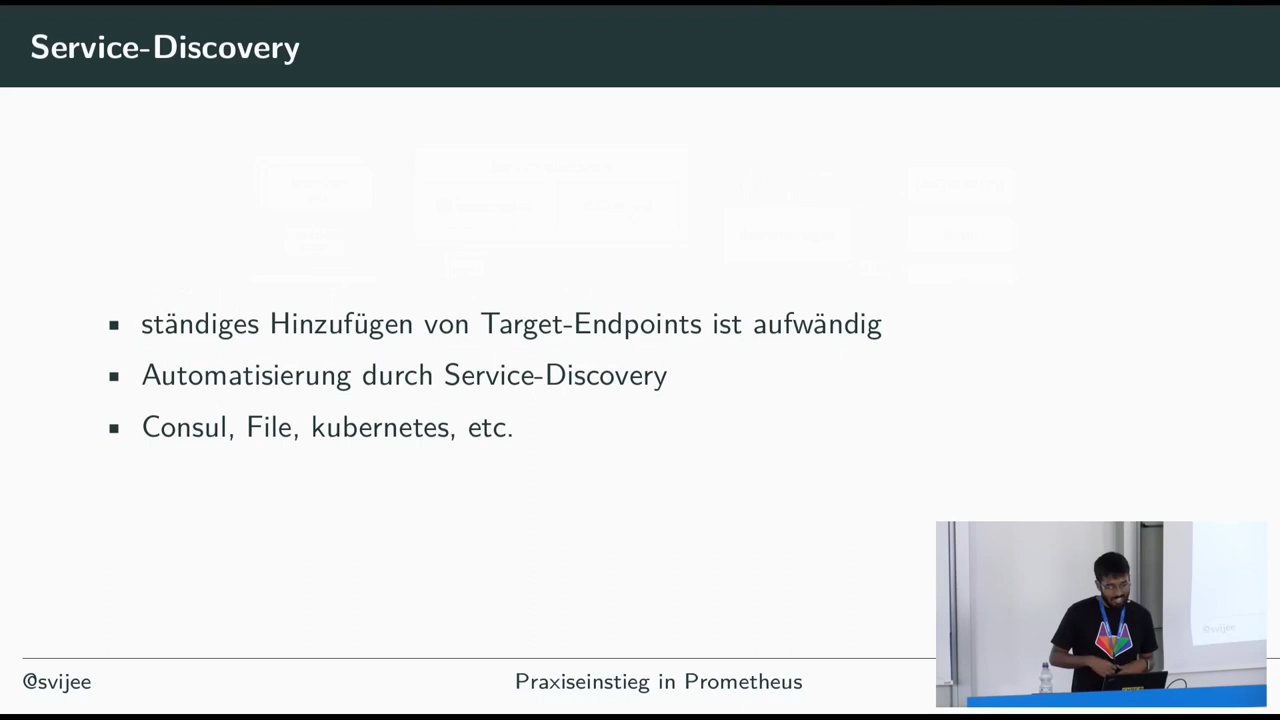 Service-Discovery
ständiges Hinzufügen von Target-Endpoints ist aufwändig
Automatisierung durch Service-Discovery
Consul, File, kubernetes, etc.
@svijee
Praxiseinstieg in Prometheus
@svijee